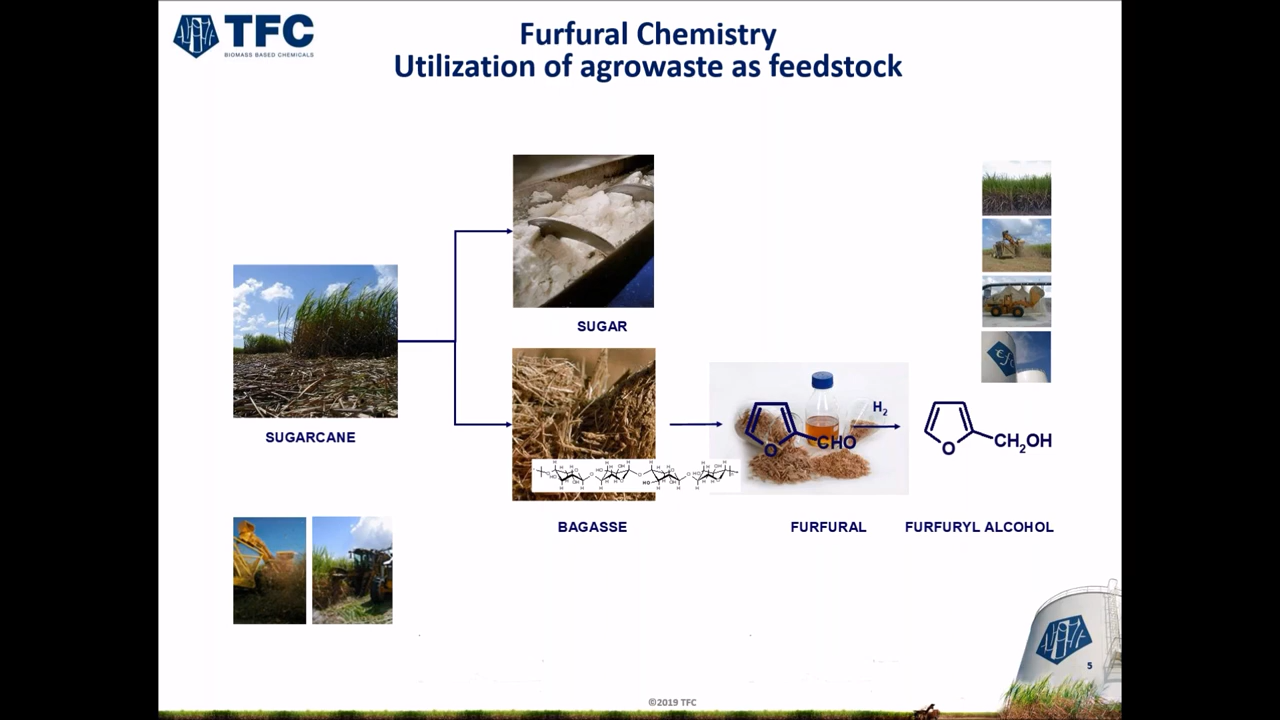 TFC
BIOMASS BASED CHEMICALS
Furfural Chemistry
Utilization of agrowaste as feedstock
SUGAR
SUGARCANE
H2
O
CHO
O
CH2OH
BAGASSE
FURFURAL
FURFURYL ALCOHOL
5
©2019 TFC